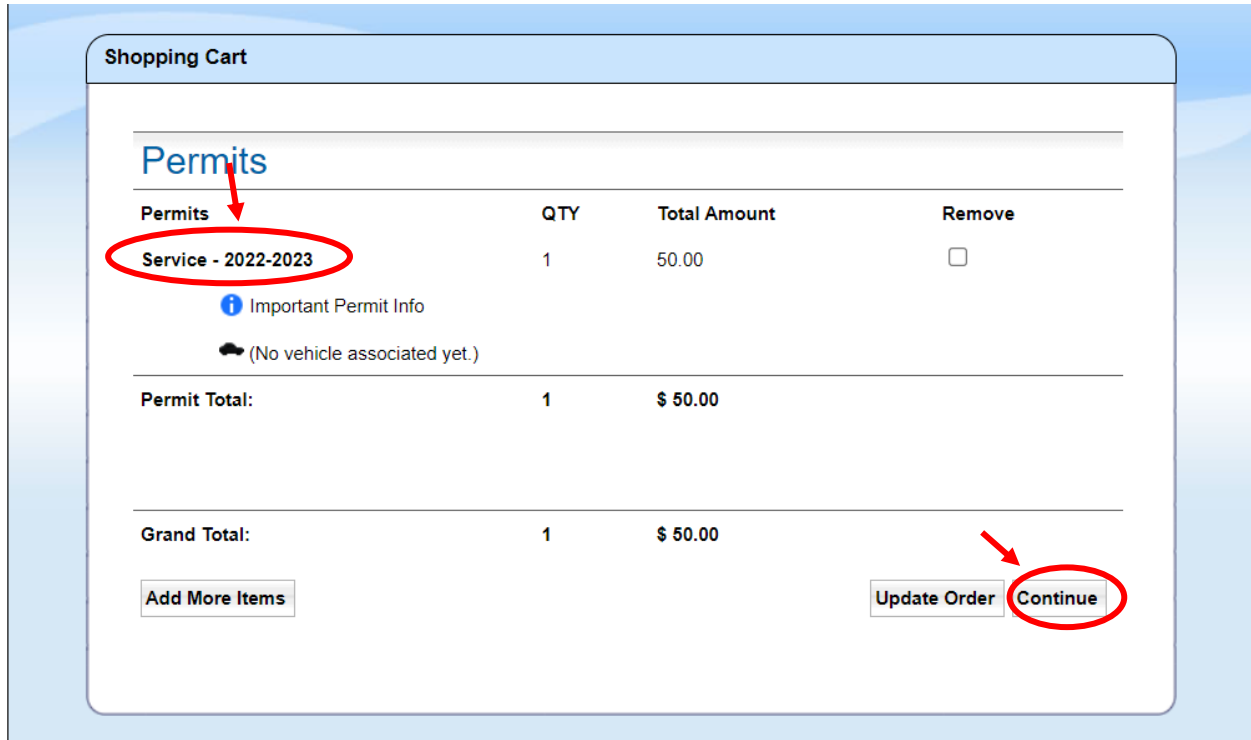 Shopping Cart
Permits
Permits QTY Total Amount Remove
Service - 2022-2023 1 50.00
Important Permit Info
(No vehicle associated yet.)
Permit Total: 1 $ 50.00
Grand Total: 1 $ 50.00
Add More Items Update Order Continue